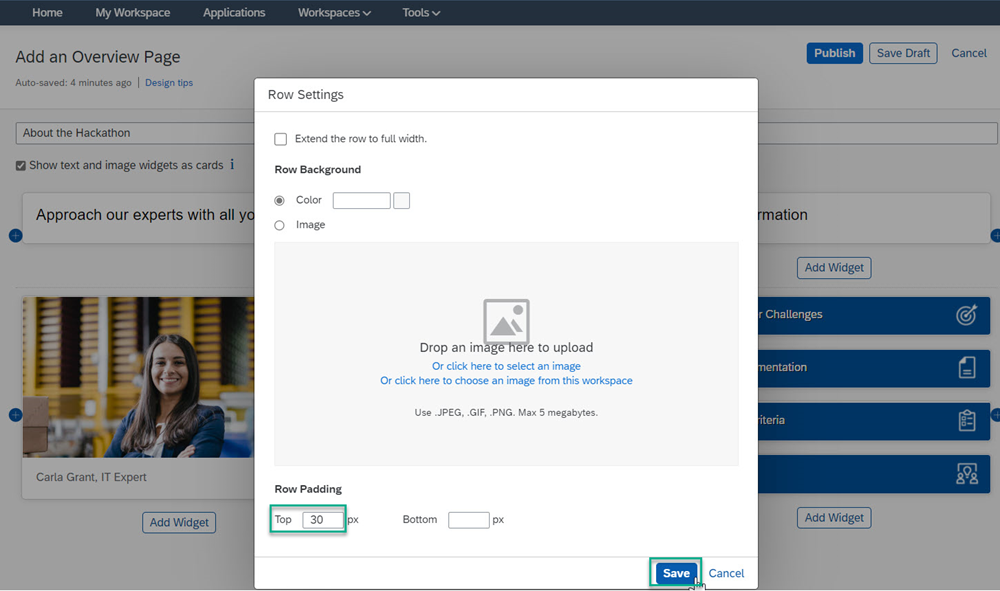 Home My Workspace Applications Workspaces Tools
Add an Overview Page
Publish Save Draft Cancel
Auto-saved: 4 minutes ago | Design tips
Row Settings
About the Hackathon
Extend the row to full width.
Show text and image widgets as cards i
Row Background
Color
Approach our experts with all yo
rmation
Image
Add Widget
Challenges
Drop an image here to upload
Or click here to select an image
Or click here to choose an image from this workspace
mentation
Use .JPEG, .GIF, .PNG. Max 5 megabytes.
riteria
Carla Grant, IT Expert
Row Padding
Top 30 px Bottom px
Add Widget
Add Widget
Save Cancel